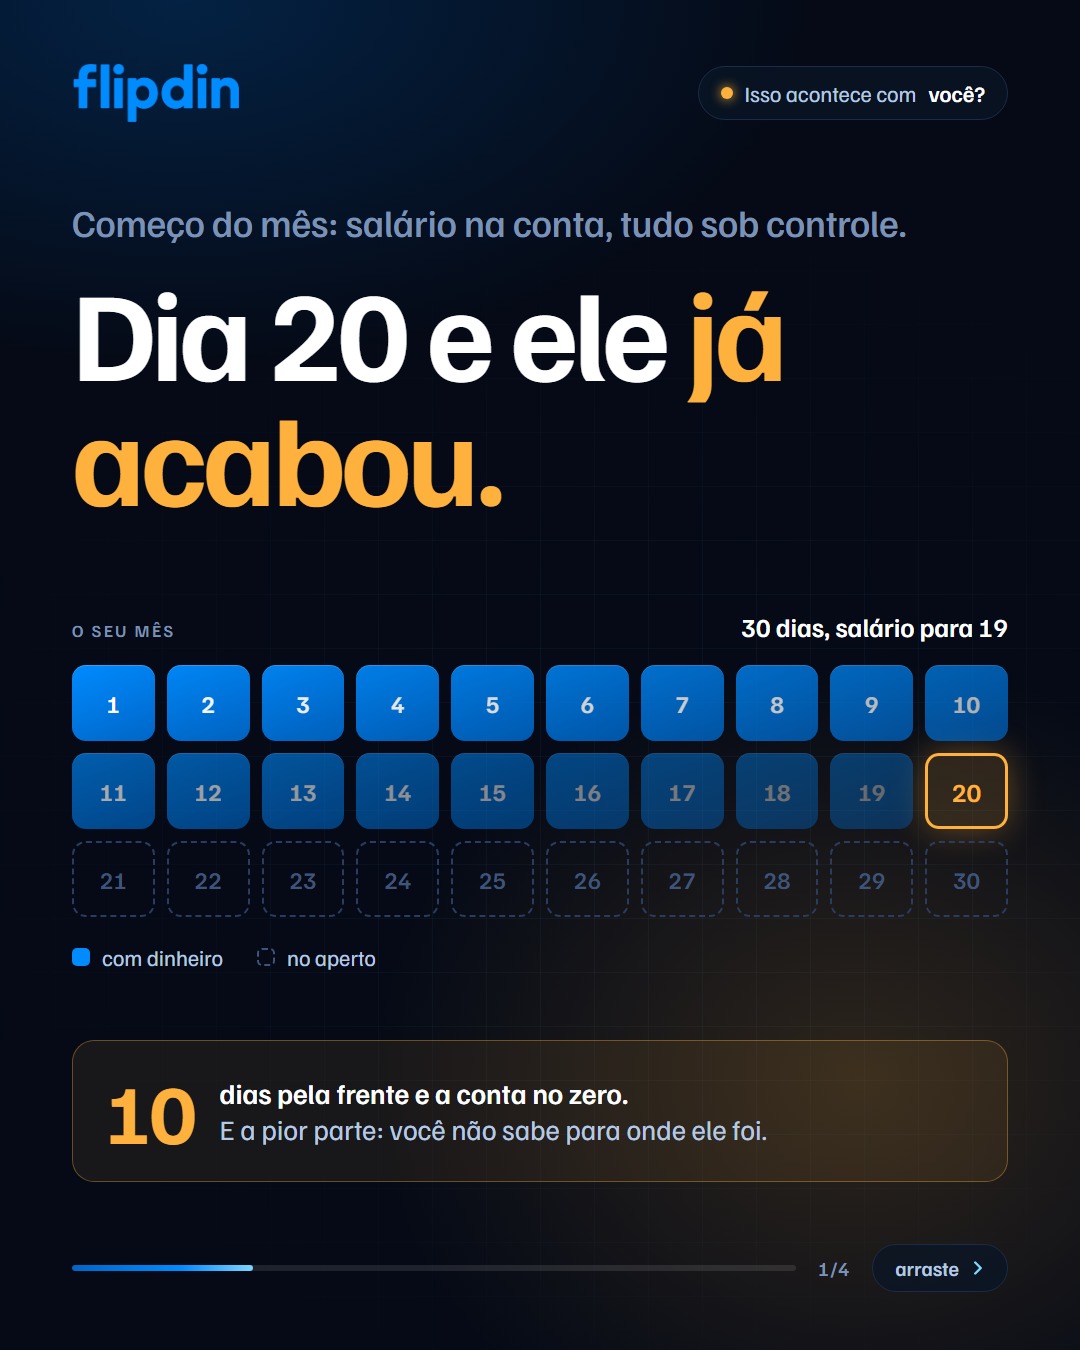 flipdin
Isso acontece com você?
Começo do mês: salário na conta, tudo sob controle.
Dia 20 e ele já
acabou.
O SEU MÊS
30 dias, salário para 19
1 2 3 4 5 6 7 8 9 10
11 12 13 14 15 16 17 18 19 20
21 22 23 24 25 26 27 28 29 30
com dinheiro
no aperto
10
dias pela frente e a conta no zero.
E a pior parte: você não sabe para onde ele foi.
1/4
arraste